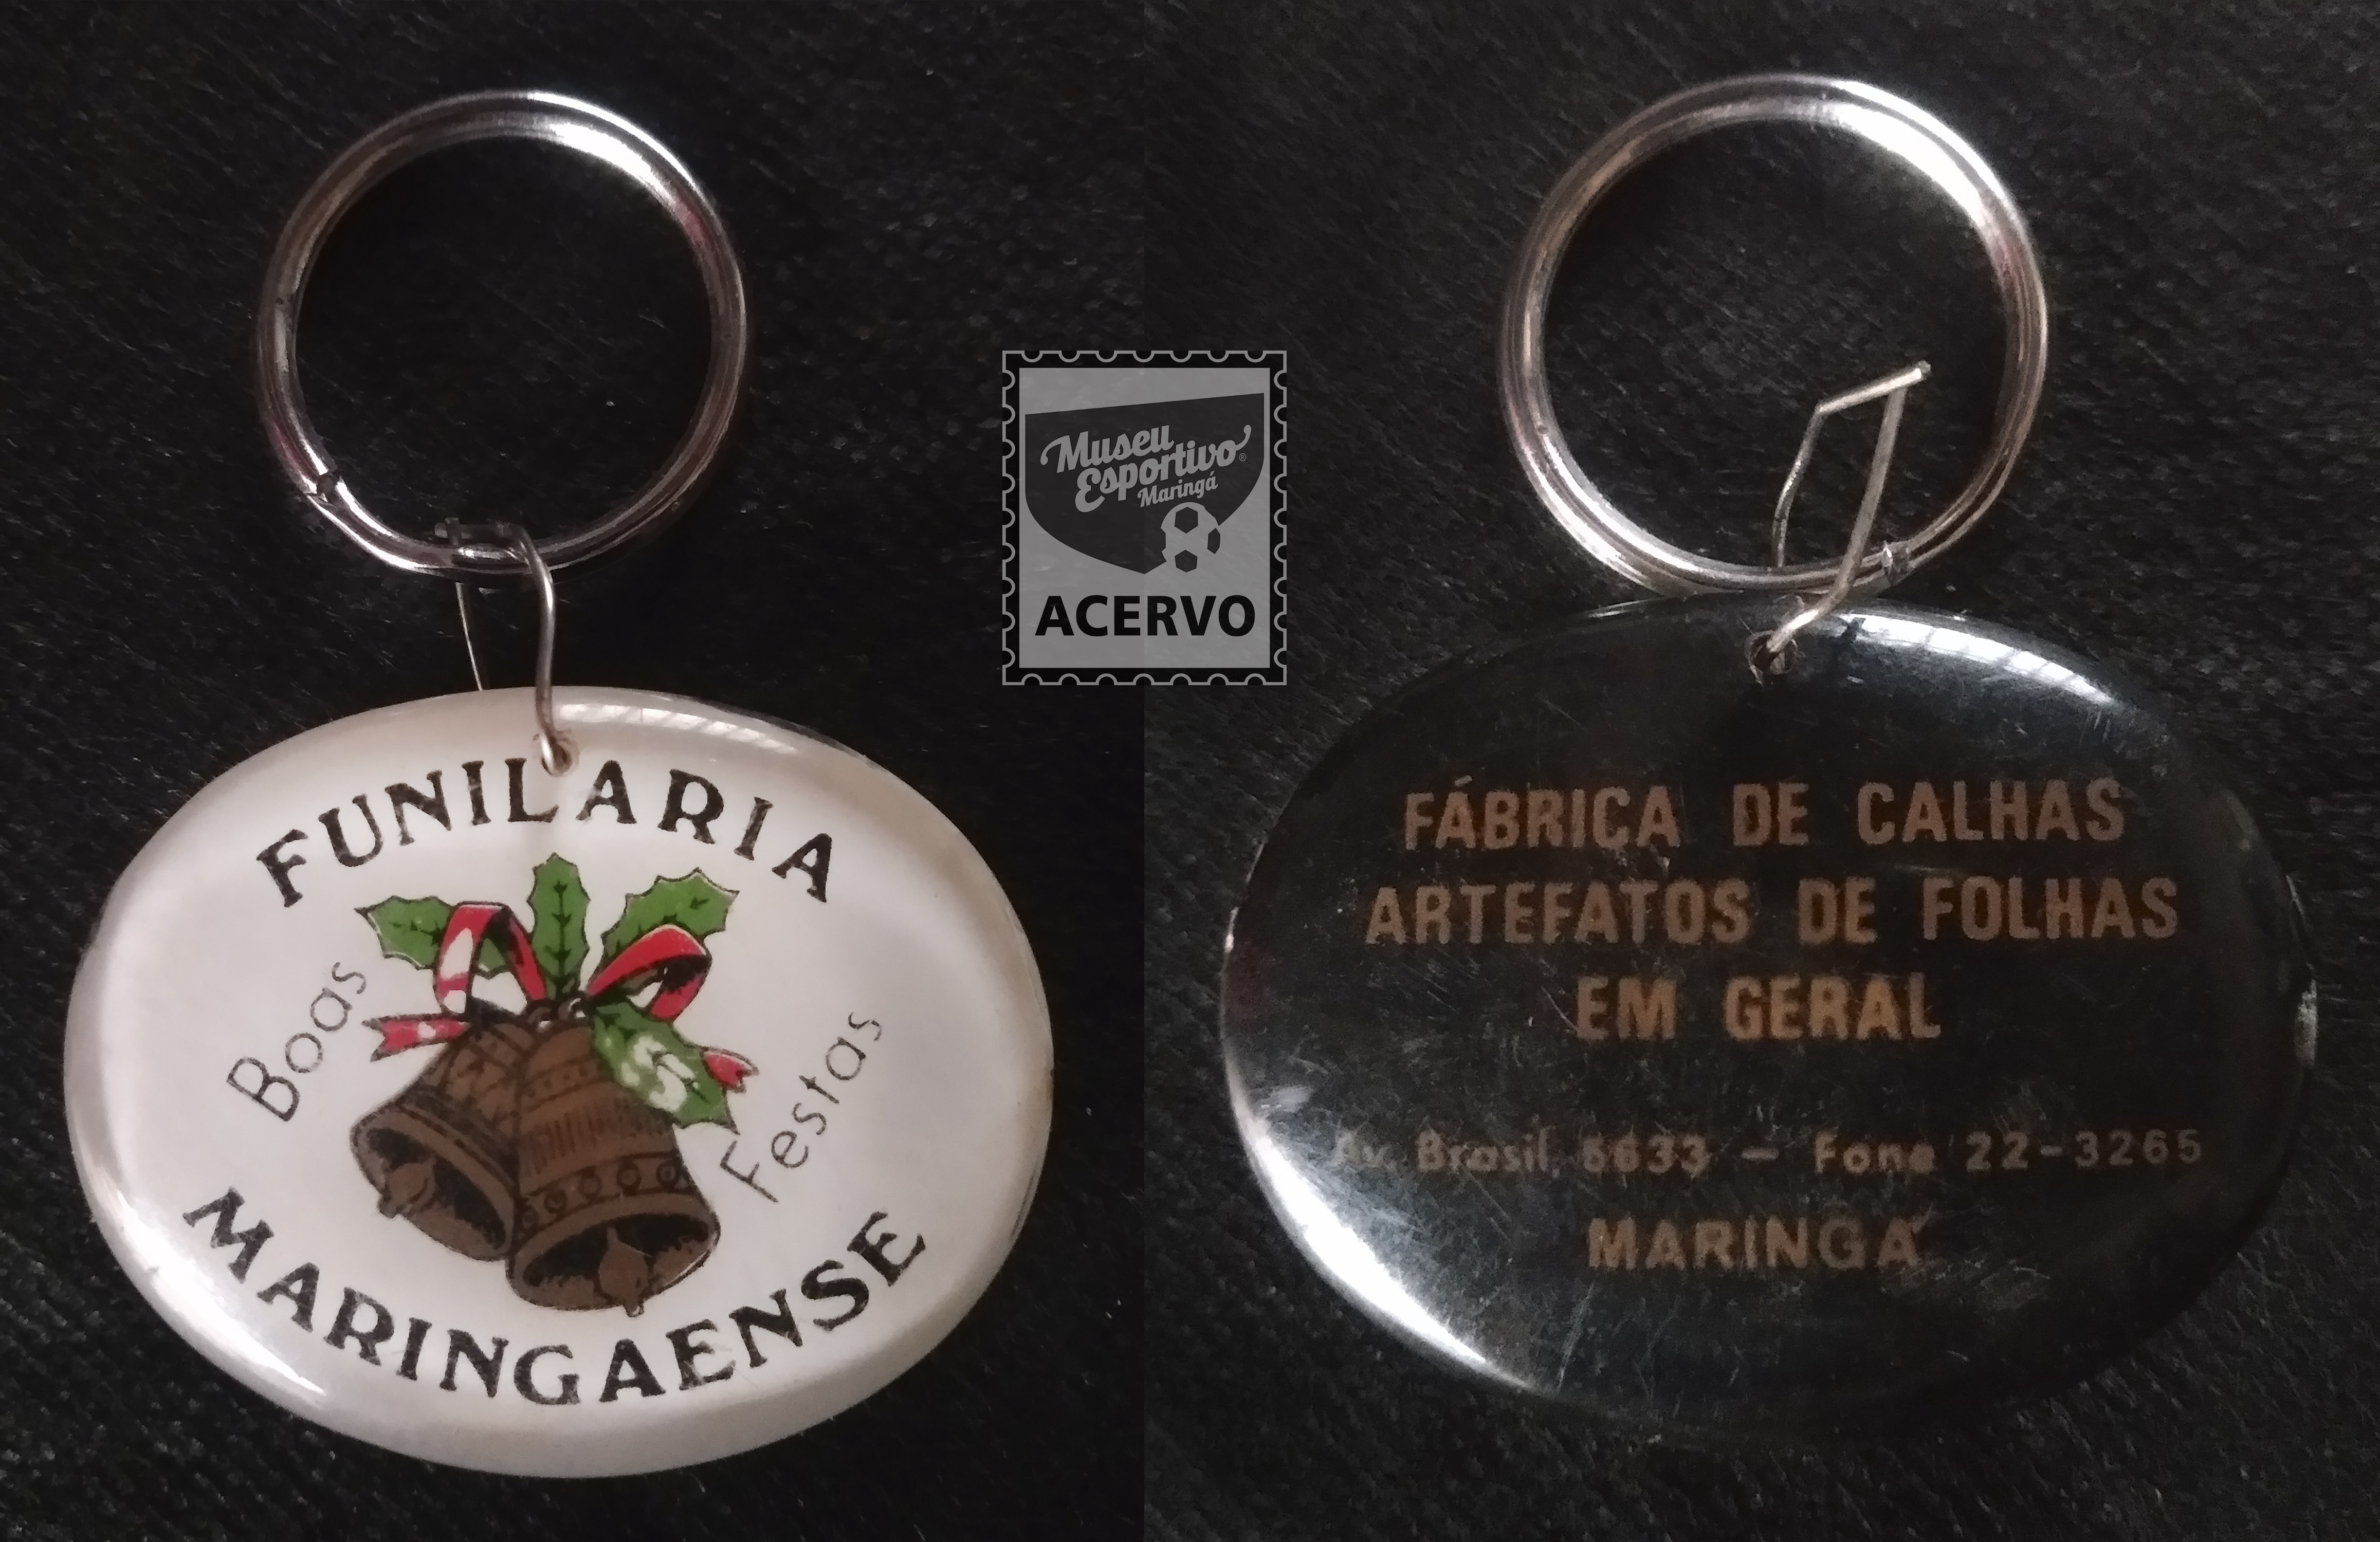 FUNILARIA
Boas
Festas
MARINGAENSE
Museu
Esportivo®
Maringá
ACERVO
FÁBRICA DE CALHAS
ARTEFATOS DE FOLHAS
EM GERAL
Av. Brasil, 6633 — Fone 22-3265
MARINGÁ